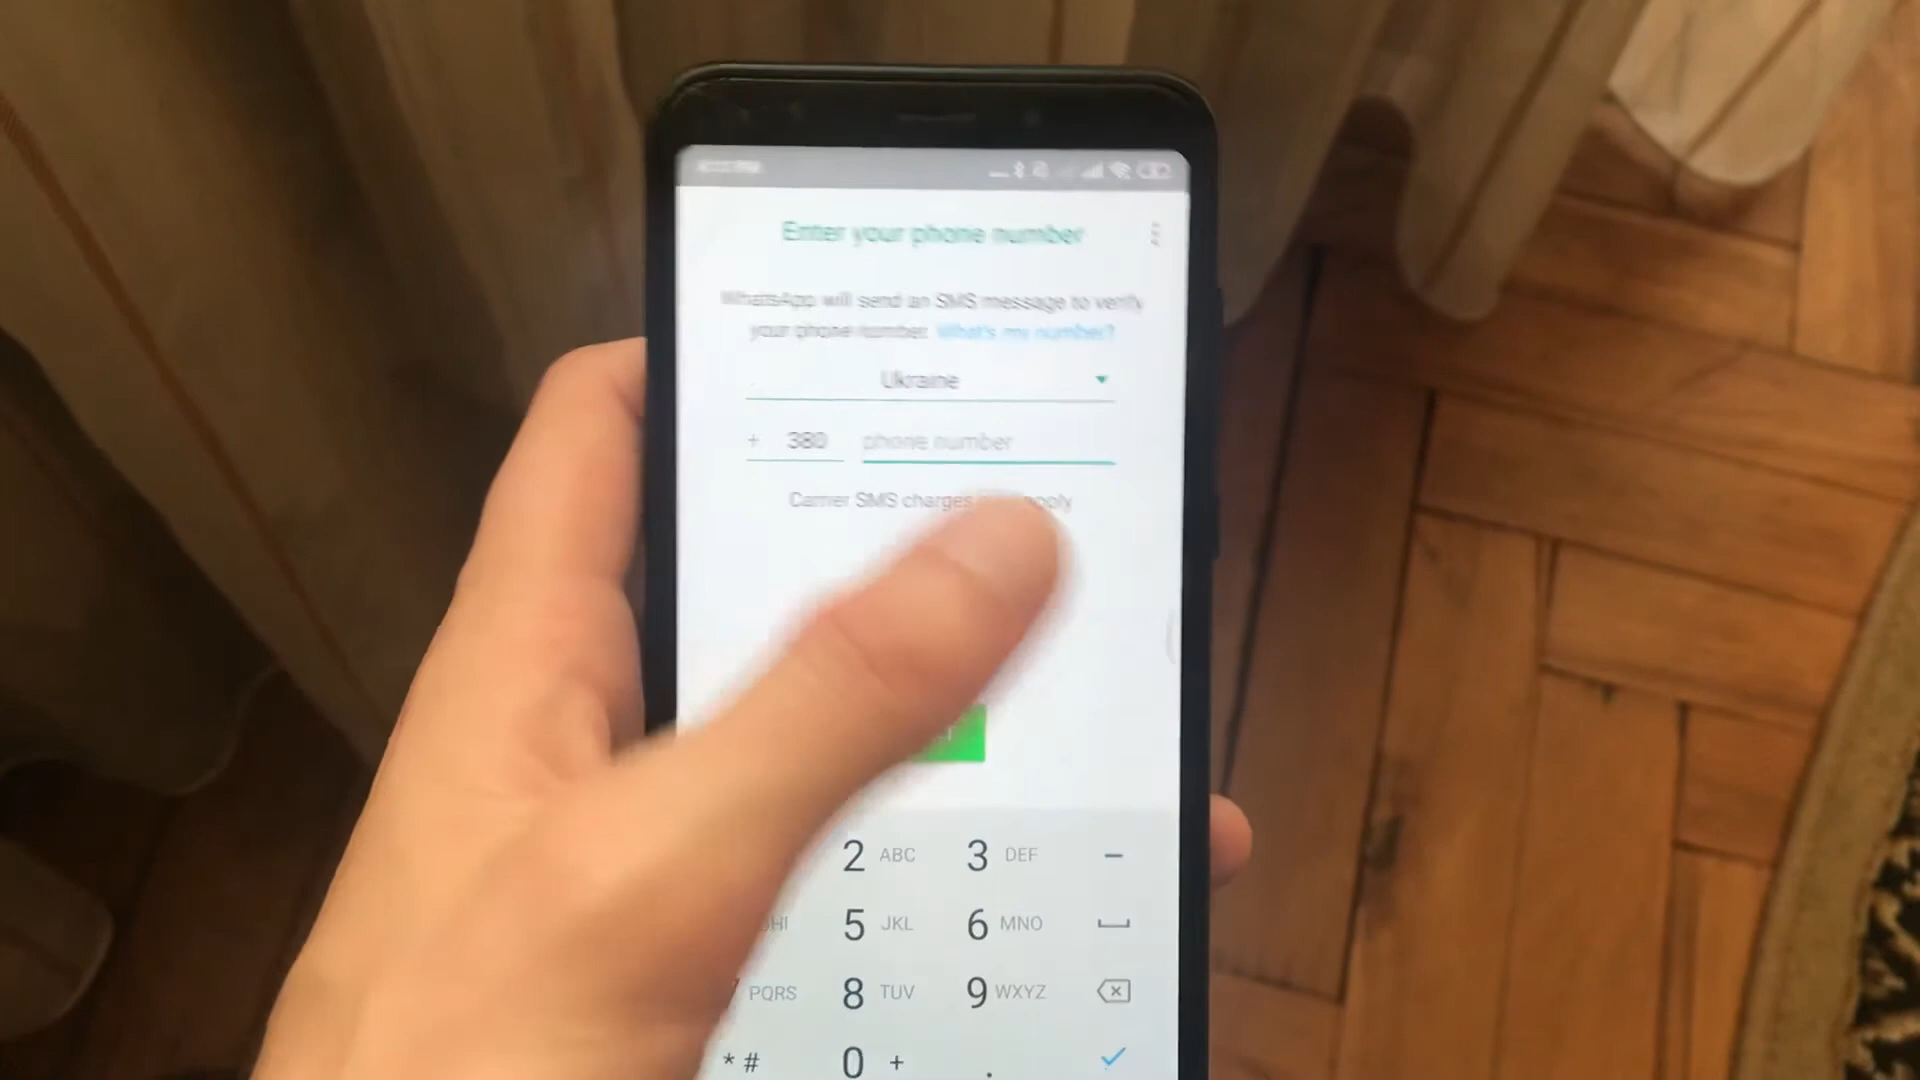 Enter your phone number
WhatsApp will send an SMS message to verify
your phone number. What's my number?
Ukraine
+ 380 phone number
Carrier SMS charges apply
2 ABC 3 DEF –
5 JKL 6 MNO
7 PQRS 8 TUV 9 WXYZ
* # 0 + .